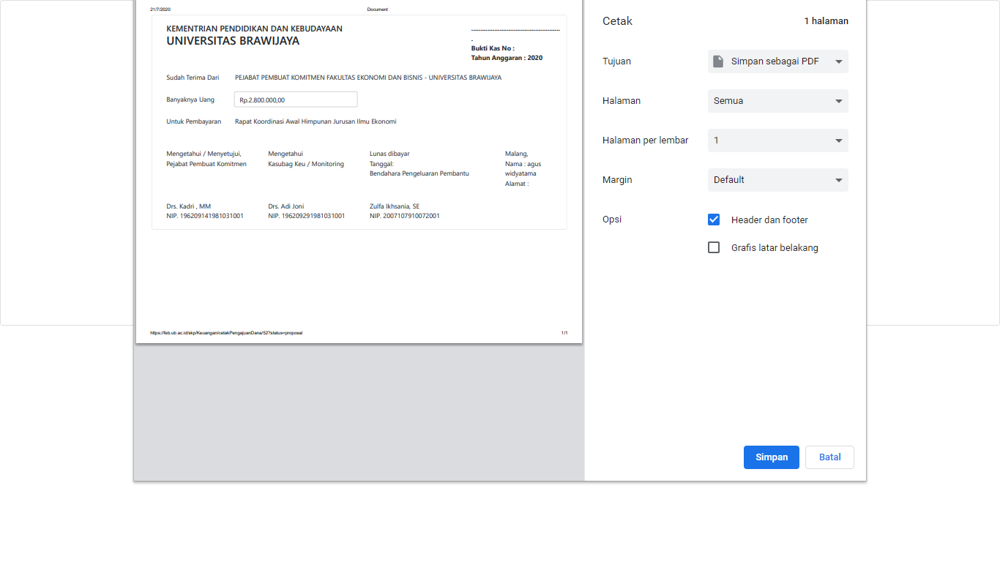 21/7/2020 Document
KEMENTRIAN PENDIDIKAN DAN KEBUDAYAAN
UNIVERSITAS BRAWIJAYA
..................................................
.
Bukti Kas No :
Tahun Anggaran : 2020
Sudah Terima Dari PEJABAT PEMBUAT KOMITMEN FAKULTAS EKONOMI DAN BISNIS - UNIVERSITAS BRAWIJAYA
Banyaknya Uang Rp.2.800.000,00
Untuk Pembayaran Rapat Koordinasi Awal Himpunan Jurusan Ilmu Ekonomi
Mengetahui / Menyetujui,
Pejabat Pembuat Komitmen
Mengetahui
Kasubag Keu / Monitoring
Lunas dibayar
Tanggal:
Bendahara Pengeluaran Pembantu
Malang,
Nama : agus
widyatama
Alamat :
Drs. Kadri , MM
NIP. 196209141981031001
Drs. Adi Joni
NIP. 196209291981031001
Zulfa Ikhsania, SE
NIP. 2007107910072001
https://feb.ub.ac.id/skp/Keuangan/cetakPengajuanDana/52?status=proposal 1/1
Cetak 1 halaman
Tujuan Simpan sebagai PDF
Halaman Semua
Halaman per lembar 1
Margin Default
Opsi Header dan footer
Grafis latar belakang
Simpan Batal